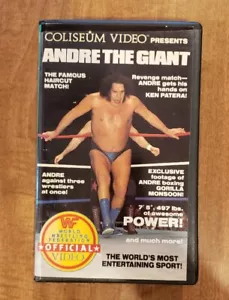 COLISEUM VIDEO PRESENTS
ANDRE THE GIANT
THE FAMOUS
HAIRCUT
MATCH!
Revenge match—
ANDRE gets his
hands on
KEN PATERA!
ANDRE
against three
wrestlers
at once!
EXCLUSIVE
footage of
ANDRE boxing
GORILLA
MONSOON!
7' 5", 497 lbs.
of awesome
POWER!
and much more!
WF
WORLD
WRESTLING
FEDERATION
OFFICIAL
VIDEO
THE WORLD'S MOST
ENTERTAINING SPORT!